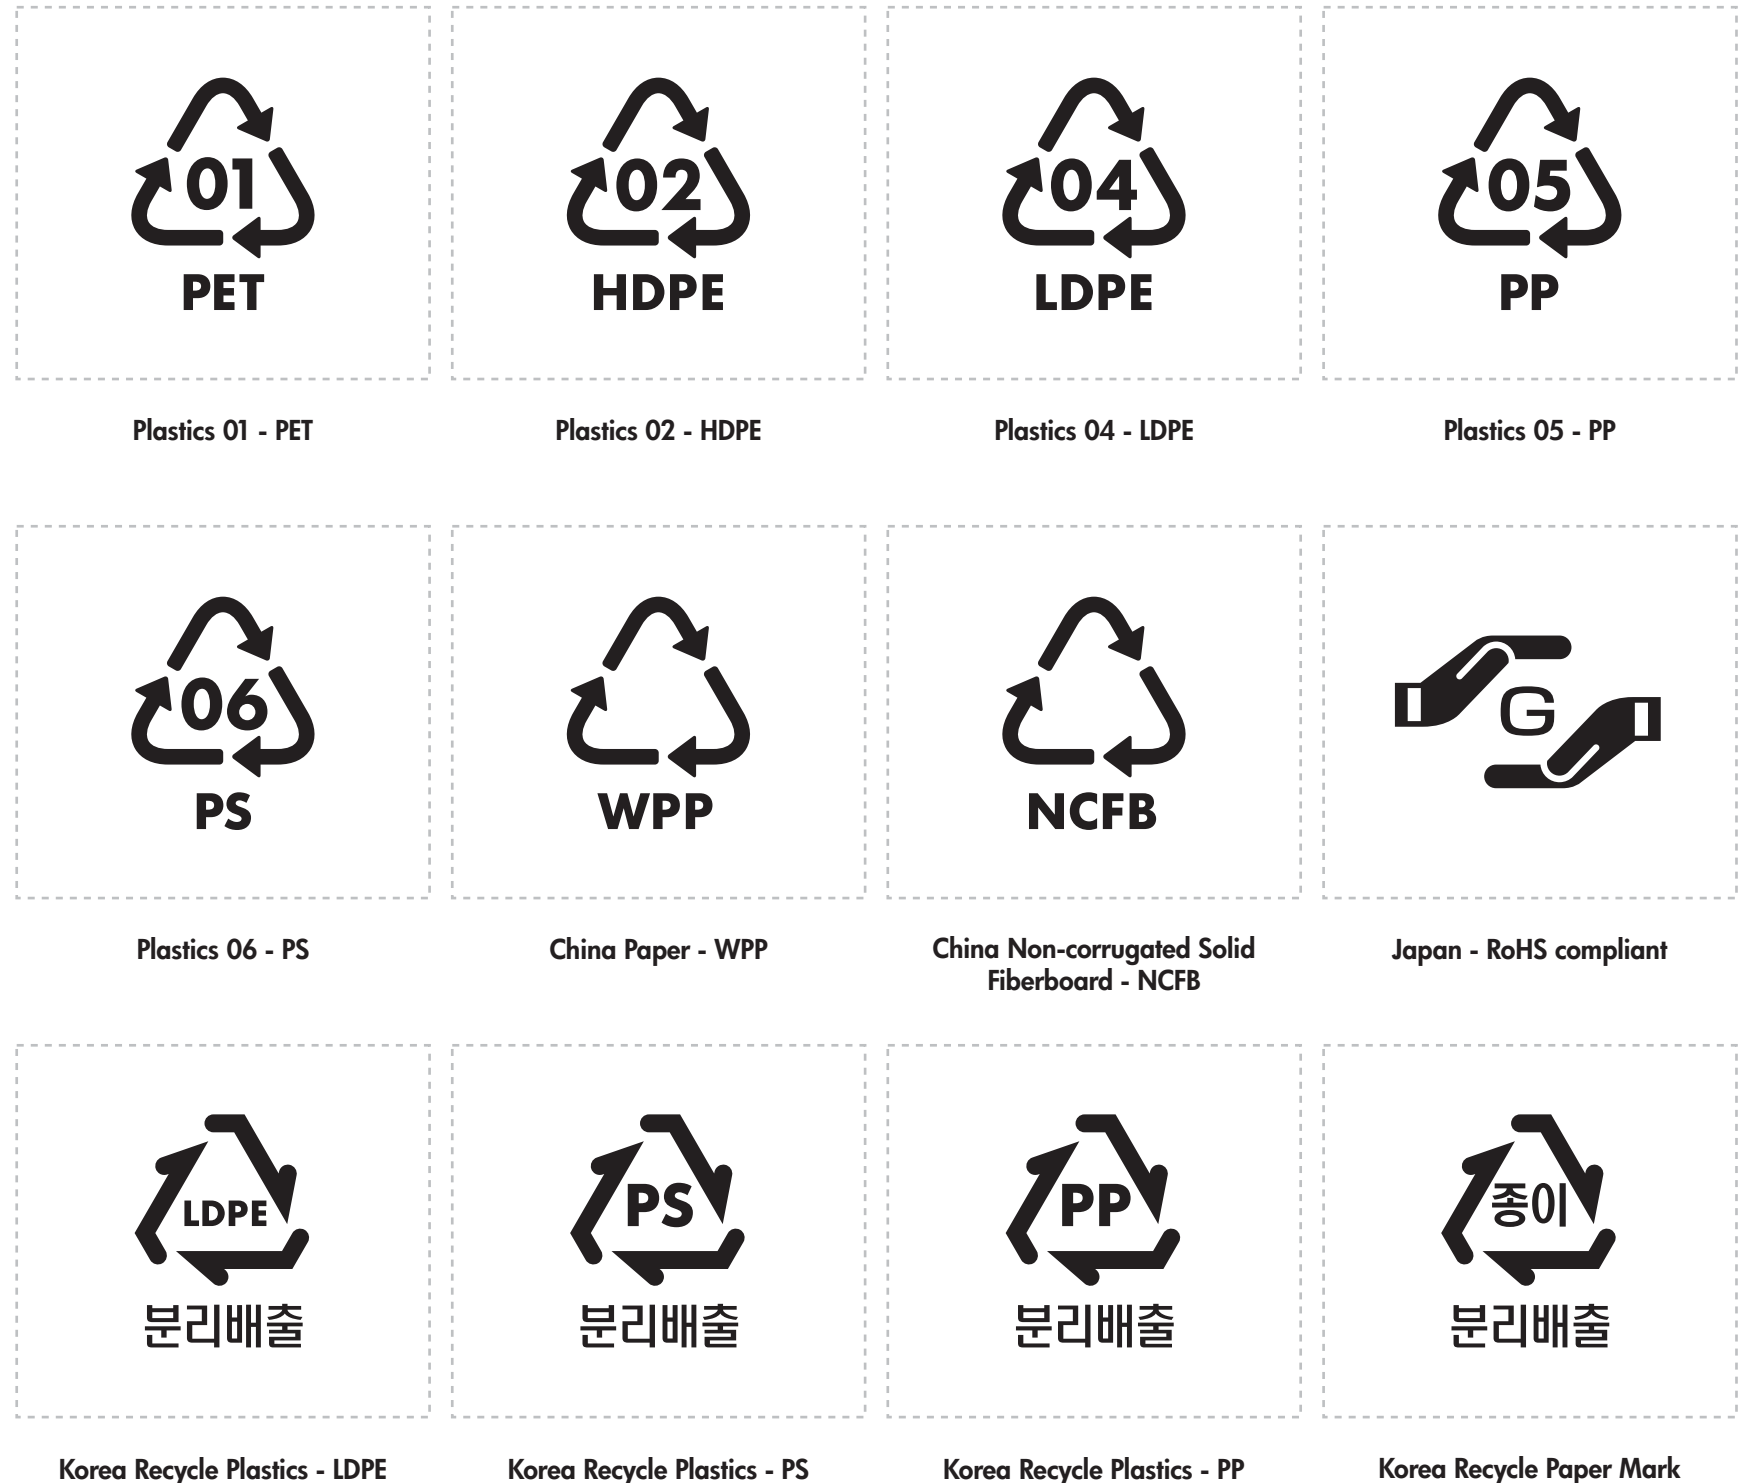 01
PET
Plastics 01 - PET
02
HDPE
Plastics 02 - HDPE
04
LDPE
Plastics 04 - LDPE
05
PP
Plastics 05 - PP
06
PS
Plastics 06 - PS
WPP
China Paper - WPP
NCFB
China Non-corrugated Solid
Fiberboard - NCFB
G
Japan - RoHS compliant
LDPE
분리배출
Korea Recycle Plastics - LDPE
PS
분리배출
Korea Recycle Plastics - PS
PP
분리배출
Korea Recycle Plastics - PP
종이
분리배출
Korea Recycle Paper Mark